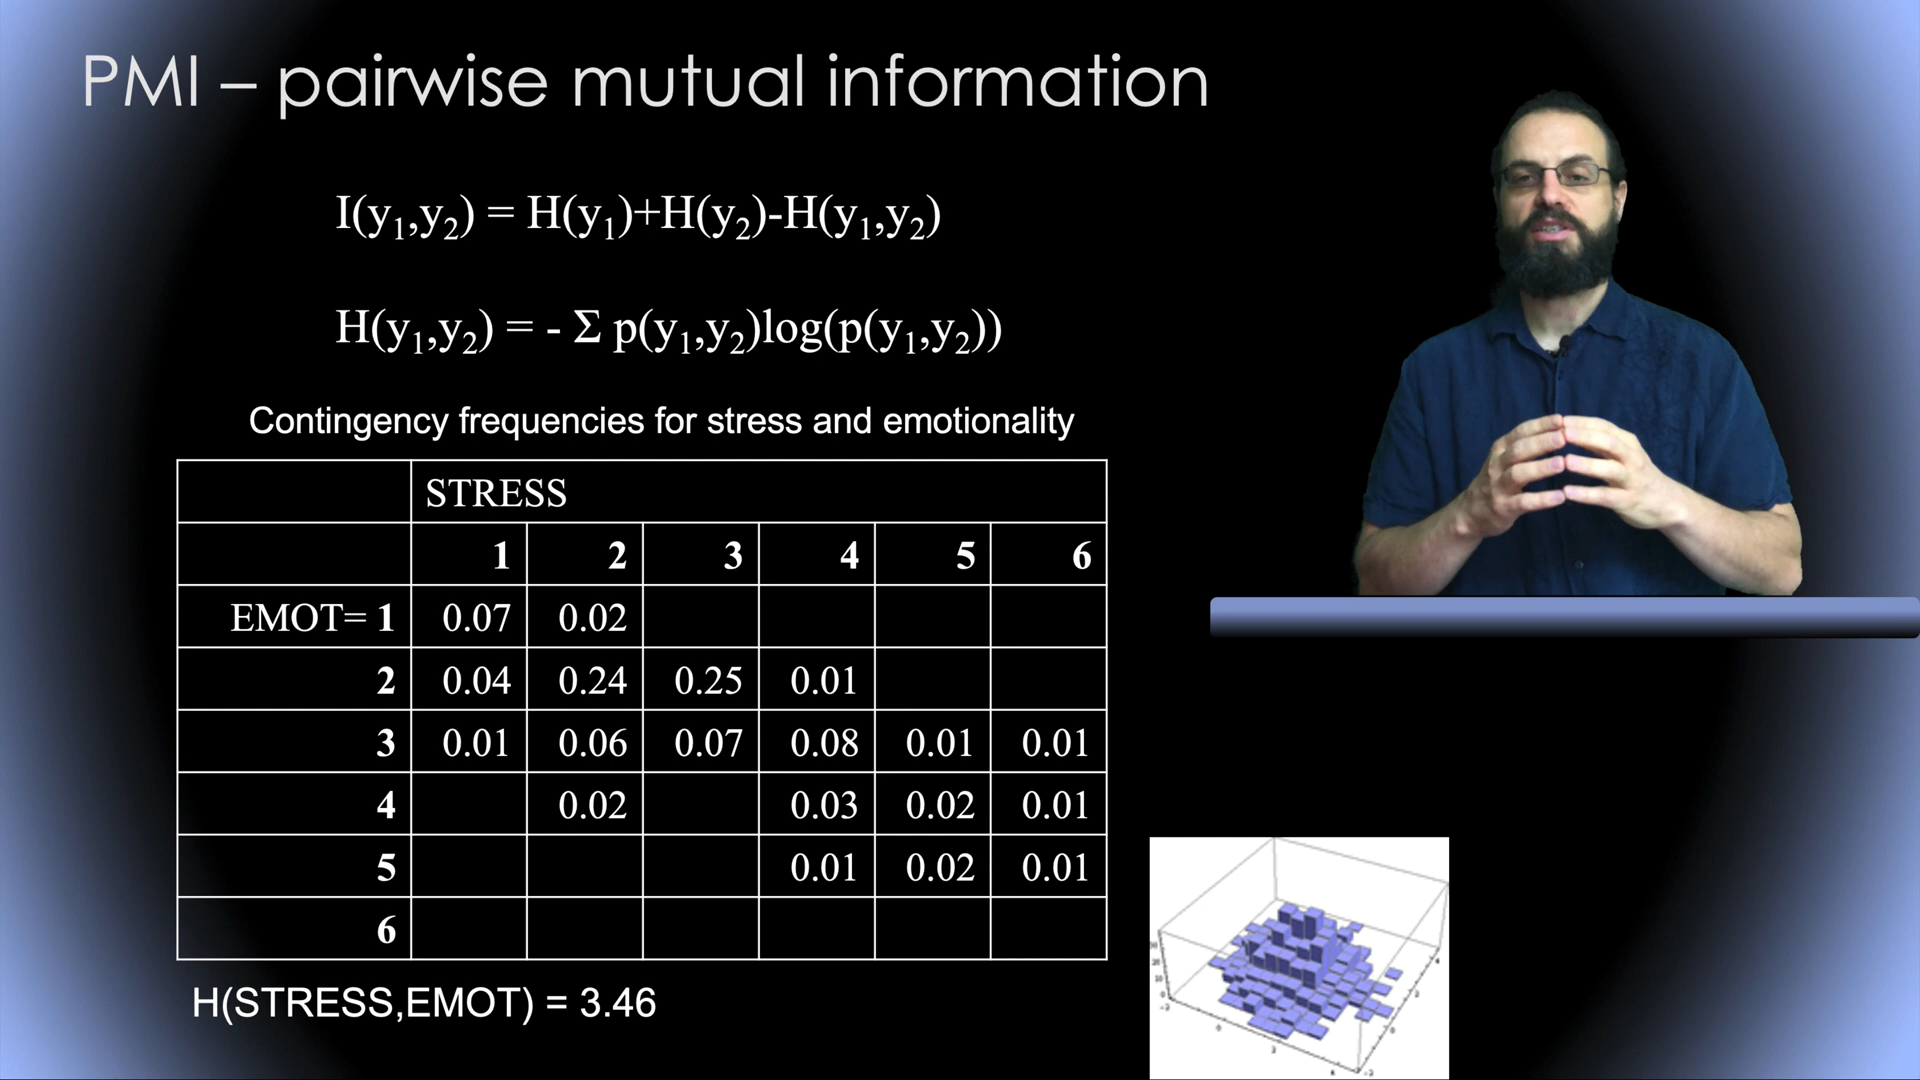 PMI – pairwise mutual information
I(y₁,y₂) = H(y₁)+H(y₂)-H(y₁,y₂)
H(y₁,y₂) = - Σ p(y₁,y₂)log(p(y₁,y₂))
Contingency frequencies for stress and emotionality
STRESS
1 2 3 4 5 6
EMOT= 1 0.07 0.02
2 0.04 0.24 0.25 0.01
3 0.01 0.06 0.07 0.08 0.01 0.01
4 0.02 0.03 0.02 0.01
5 0.01 0.02 0.01
6
H(STRESS,EMOT) = 3.46